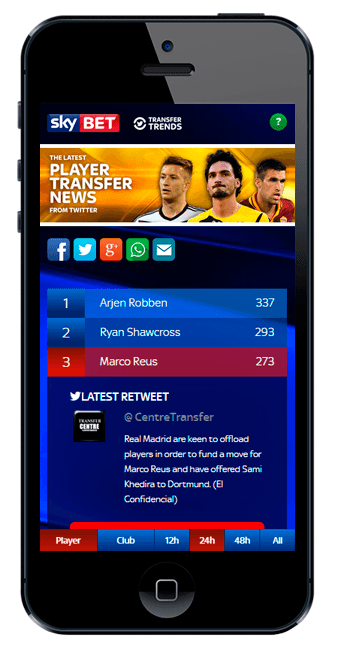 sky BET
TRANSFER
TRENDS
?
THE LATEST
PLAYER
TRANSFER
NEWS
FROM TWITTER
f g+
1 Arjen Robben 337
2 Ryan Shawcross 293
3 Marco Reus 273
LATEST RETWEET
TRANSFER
CENTRE
@CentreTransfer
Real Madrid are keen to offload
players in order to fund a move for
Marco Reus and have offered Sami
Khedira to Dortmund. (El
Confidencial)
Player Club 12h 24h 48h All